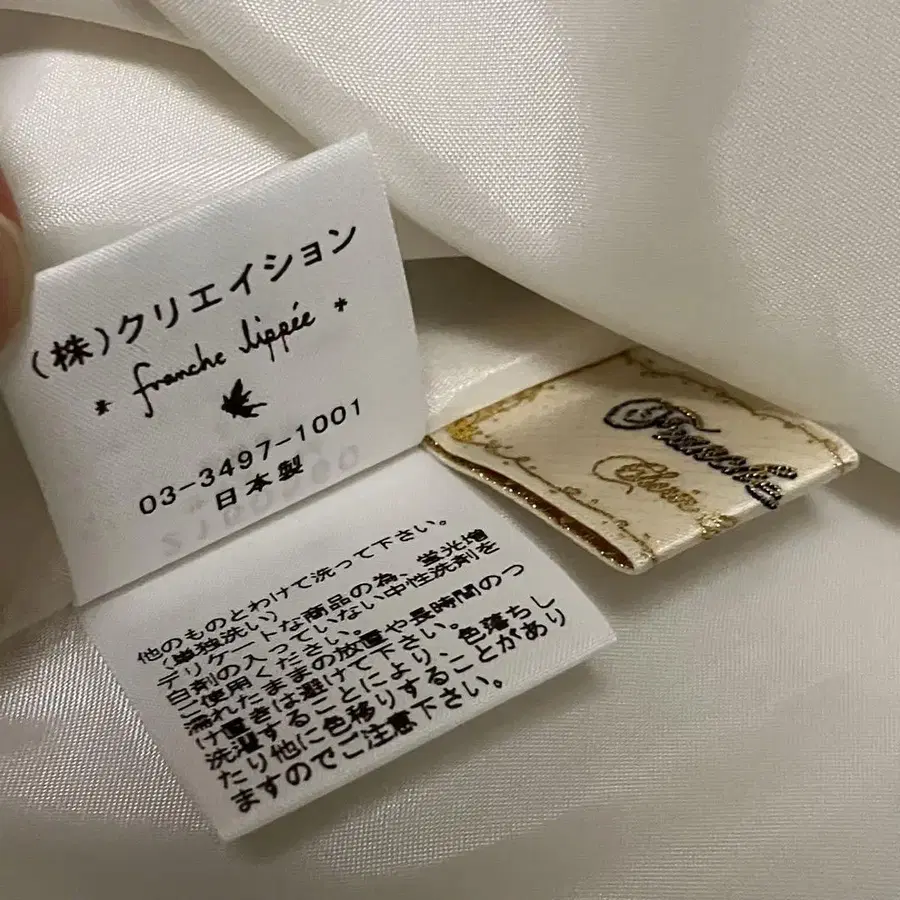 (株)クリエイション
* franche lippée *
03-3497-1001
日本製
他のものとわけて洗って下さい。
(単独洗い)
デリケートな商品の為、蛍光増
白剤の入っていない中性洗剤を
ご使用ください。
濡れたままの放置や長時間のつ
け置きは避けて下さい。
洗濯することにより、色落ちし
たり他に色移りすることがあり
ますのでご注意下さい。